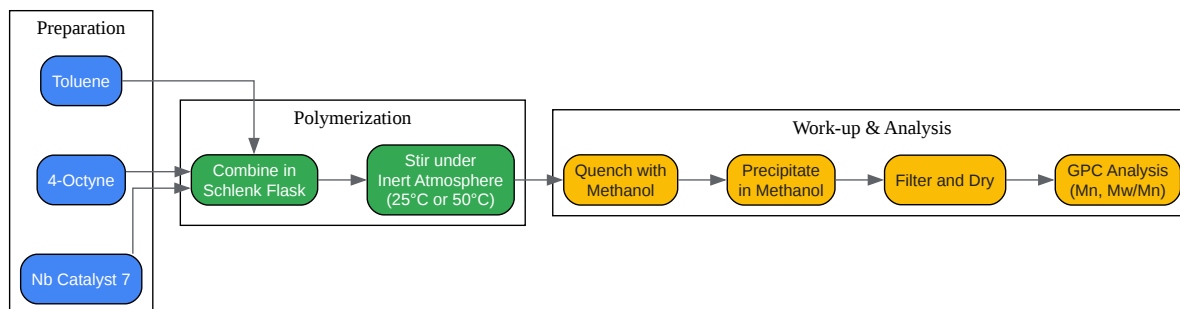 Preparation
Toluene
4-Octyne
Nb Catalyst 7
Polymerization
Combine in
Schlenk Flask
Stir under
Inert Atmosphere
(25°C or 50°C)
Work-up & Analysis
Quench with
Methanol
Precipitate
in Methanol
Filter and Dry
GPC Analysis
(Mn, Mw/Mn)